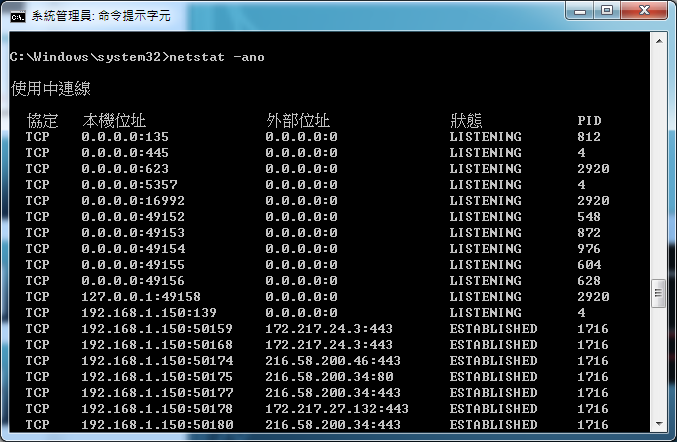 系統管理員: 命令提示字元
C:\Windows\system32>netstat -ano
使用中連線
協定 本機位址 外部位址 狀態 PID
TCP 0.0.0.0:135 0.0.0.0:0 LISTENING 812
TCP 0.0.0.0:445 0.0.0.0:0 LISTENING 4
TCP 0.0.0.0:623 0.0.0.0:0 LISTENING 2920
TCP 0.0.0.0:5357 0.0.0.0:0 LISTENING 4
TCP 0.0.0.0:16992 0.0.0.0:0 LISTENING 2920
TCP 0.0.0.0:49152 0.0.0.0:0 LISTENING 548
TCP 0.0.0.0:49153 0.0.0.0:0 LISTENING 872
TCP 0.0.0.0:49154 0.0.0.0:0 LISTENING 976
TCP 0.0.0.0:49155 0.0.0.0:0 LISTENING 604
TCP 0.0.0.0:49156 0.0.0.0:0 LISTENING 628
TCP 127.0.0.1:49158 0.0.0.0:0 LISTENING 2920
TCP 192.168.1.150:139 0.0.0.0:0 LISTENING 4
TCP 192.168.1.150:50159 172.217.24.3:443 ESTABLISHED 1716
TCP 192.168.1.150:50168 172.217.24.3:443 ESTABLISHED 1716
TCP 192.168.1.150:50174 216.58.200.46:443 ESTABLISHED 1716
TCP 192.168.1.150:50175 216.58.200.34:80 ESTABLISHED 1716
TCP 192.168.1.150:50177 216.58.200.34:443 ESTABLISHED 1716
TCP 192.168.1.150:50178 172.217.27.132:443 ESTABLISHED 1716
TCP 192.168.1.150:50180 216.58.200.34:443 ESTABLISHED 1716